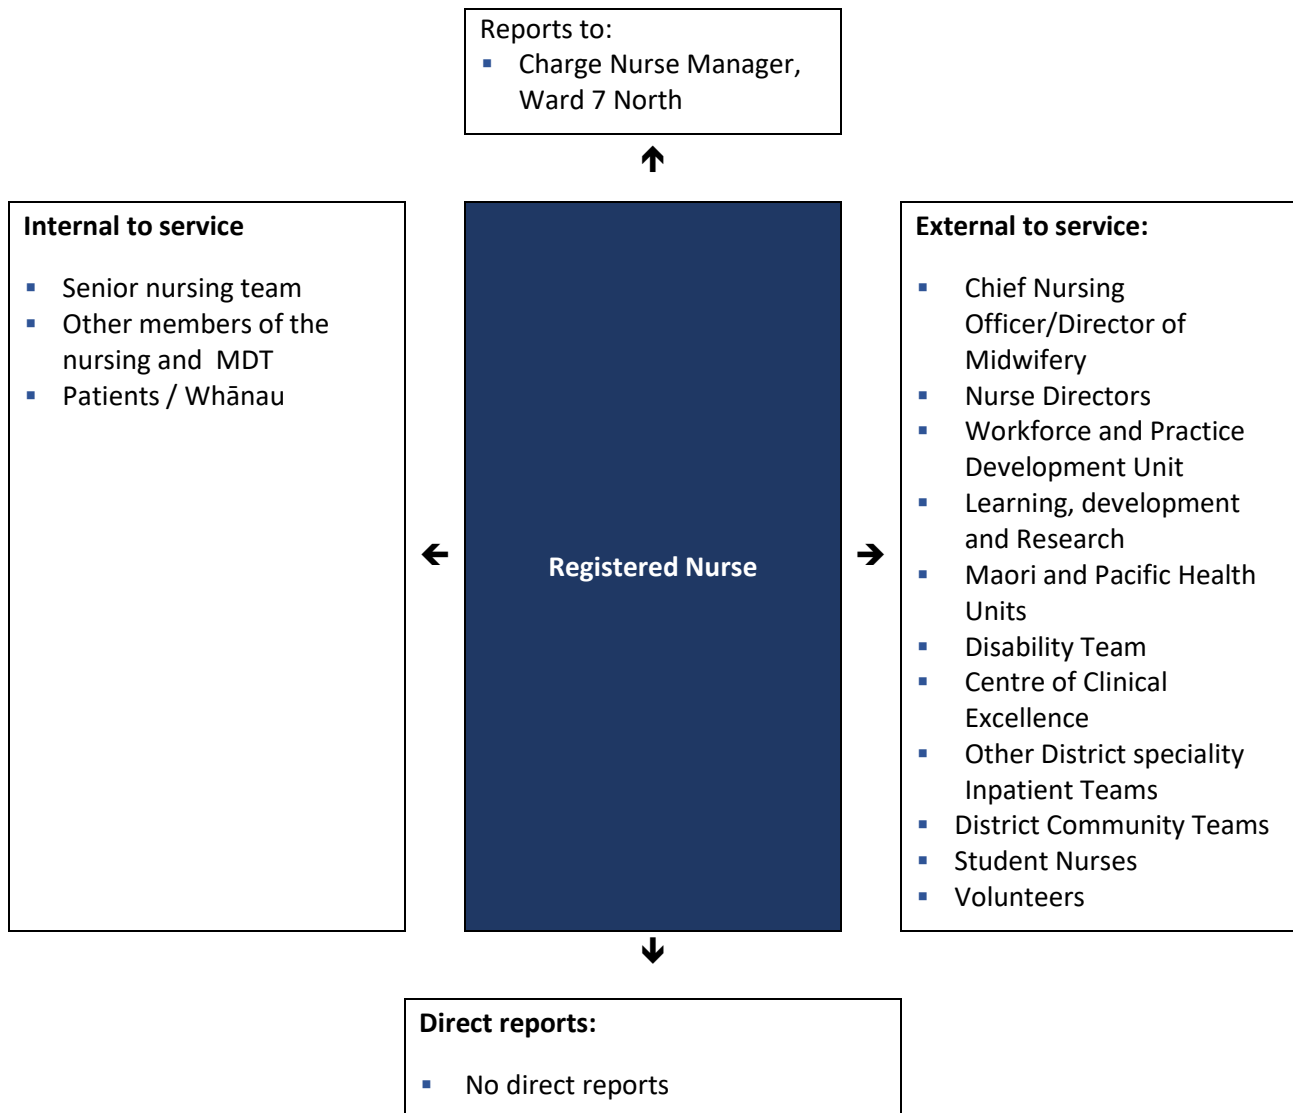 Reports to:
▪ Charge Nurse Manager,
Ward 7 North
Internal to service
▪ Senior nursing team
▪ Other members of the
nursing and MDT
▪ Patients / Whānau
Registered Nurse
External to service:
▪ Chief Nursing
Officer/Director of
Midwifery
▪ Nurse Directors
▪ Workforce and Practice
Development Unit
▪ Learning, development
and Research
▪ Maori and Pacific Health
Units
▪ Disability Team
▪ Centre of Clinical
Excellence
▪ Other District speciality
Inpatient Teams
▪ District Community Teams
▪ Student Nurses
▪ Volunteers
Direct reports:
▪ No direct reports